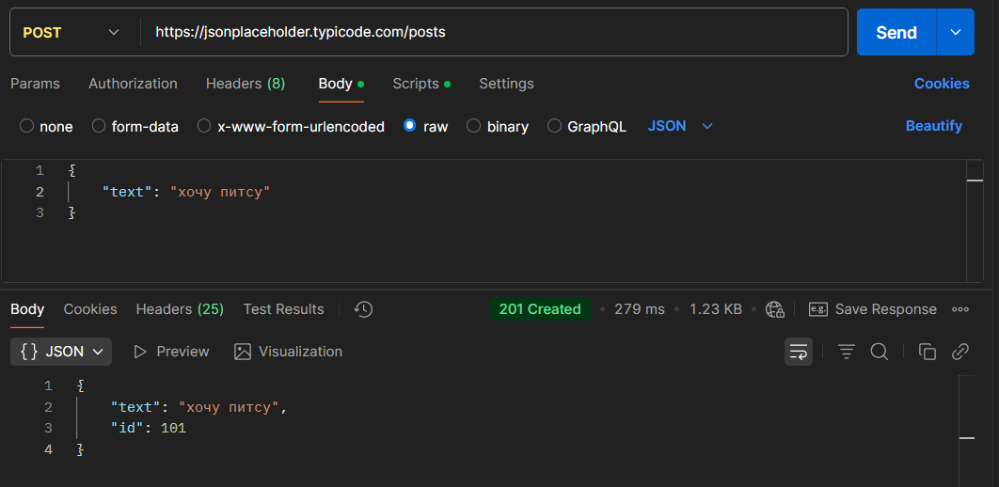 POST https://jsonplaceholder.typicode.com/posts Send
Params Authorization Headers (8) Body Scripts Settings Cookies
none form-data x-www-form-urlencoded raw binary GraphQL JSON Beautify
1 {
2 "text": "хочу питсу"
3 }
Body Cookies Headers (25) Test Results 201 Created 279 ms 1.23 KB e.g. Save Response
{} JSON Preview Visualization
1 {
2 "text": "хочу питсу",
3 "id": 101
4 }